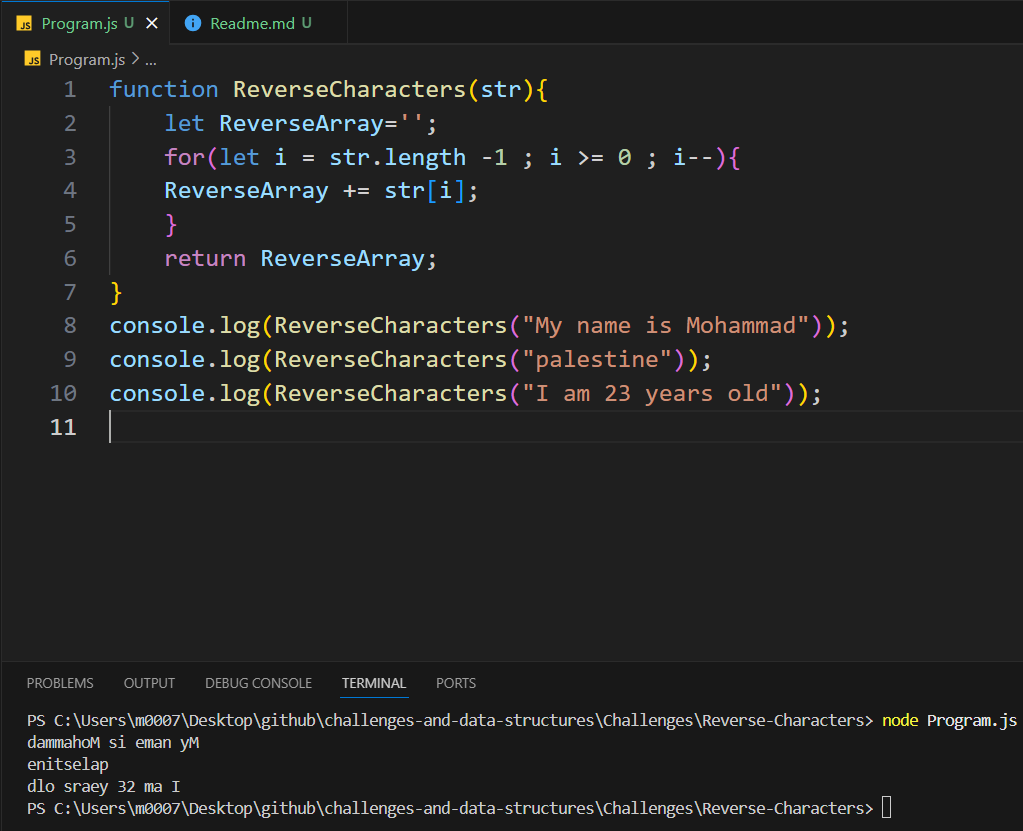 JS Program.js U × Readme.md U
JS Program.js > ...
1 function ReverseCharacters(str){
2     let ReverseArray='';
3     for(let i = str.length -1 ; i >= 0 ; i--){
4     ReverseArray += str[i];
5     }
6     return ReverseArray;
7 }
8 console.log(ReverseCharacters("My name is Mohammad"));
9 console.log(ReverseCharacters("palestine"));
10 console.log(ReverseCharacters("I am 23 years old"));
11
PROBLEMS OUTPUT DEBUG CONSOLE TERMINAL PORTS
PS C:\Users\m0007\Desktop\github\challenges-and-data-structures\Challenges\Reverse-Characters> node Program.js
dammahoM si eman yM
enitselap
dlo sraey 32 ma I
PS C:\Users\m0007\Desktop\github\challenges-and-data-structures\Challenges\Reverse-Characters>